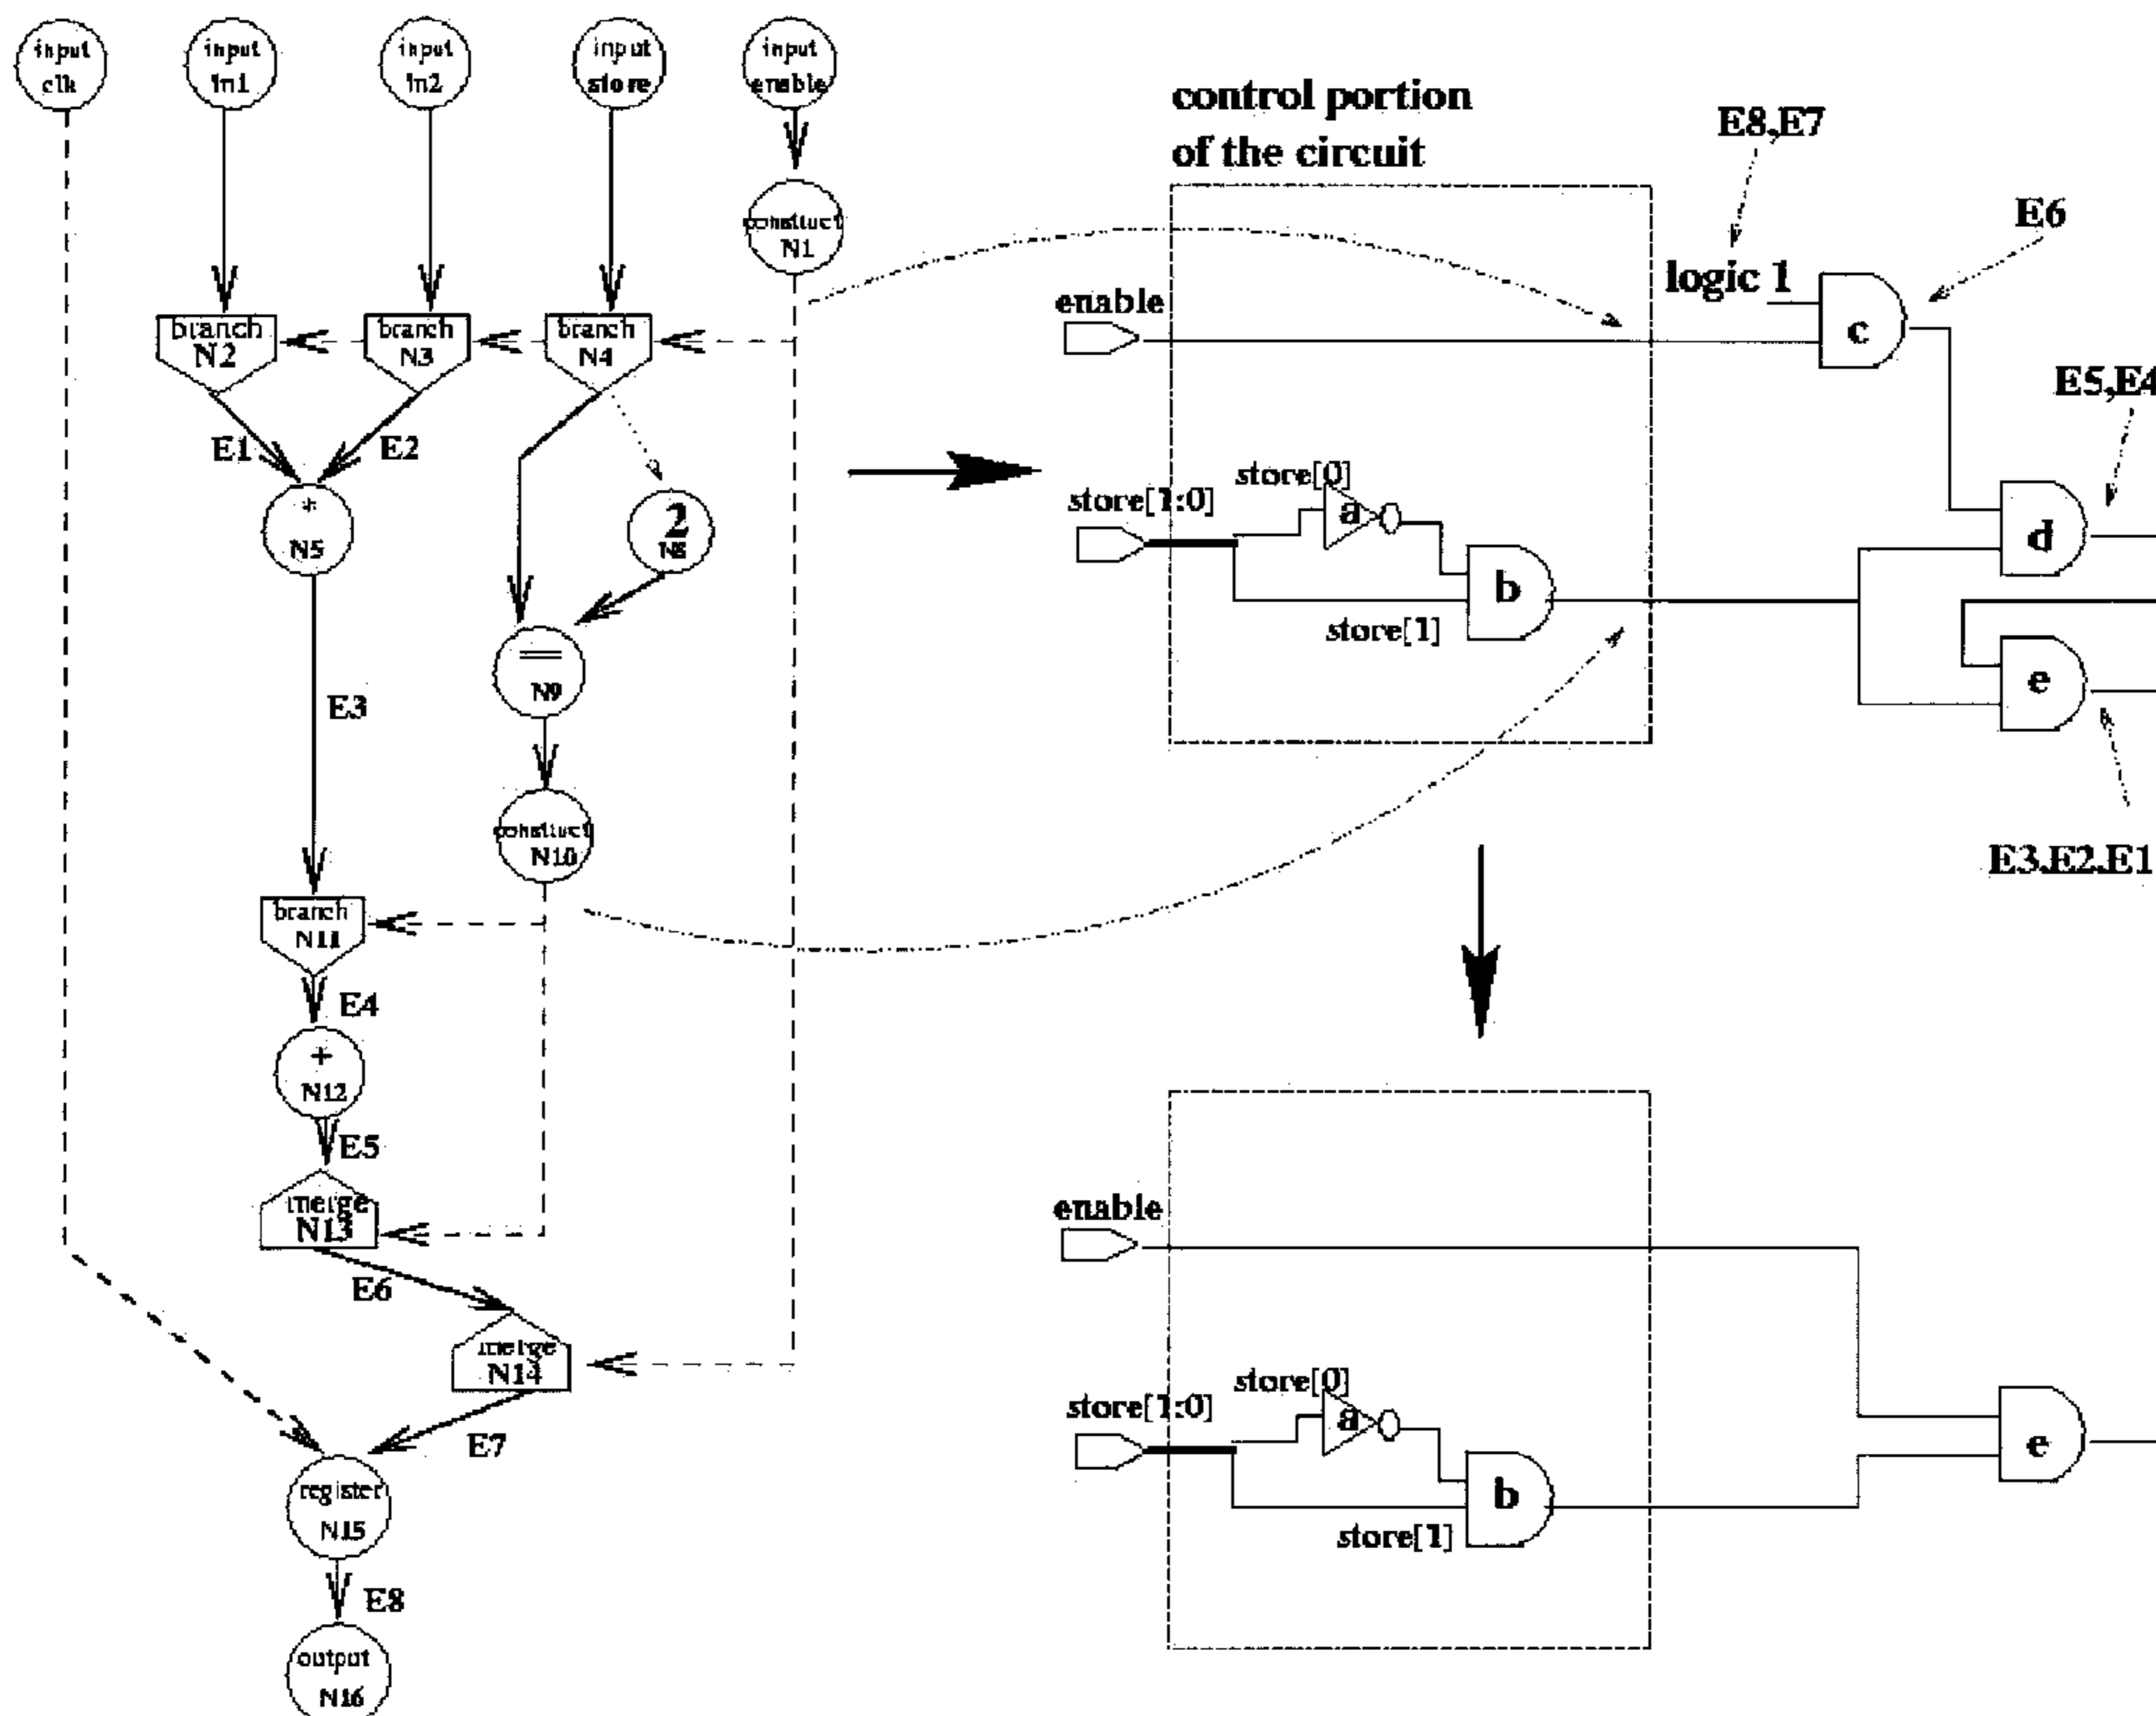 input
clk
input
in1
input
in2
input
store
input
enable
construct
N1
branch
N2
branch
N3
branch
N4
E1
E2
*
N5
2
N8
==
N9
E3
construct
N10
branch
N11
E4
+
N12
E5
merge
N13
E6
merge
N14
E7
register
N15
E8
output
N16
control portion
of the circuit
E8,E7
E6
logic 1
enable
c
E5,E4
store[0]
store[1:0]
a
b
d
store[1]
e
E3,E2,E1
enable
store[0]
store[1:0]
a
b
e
store[1]